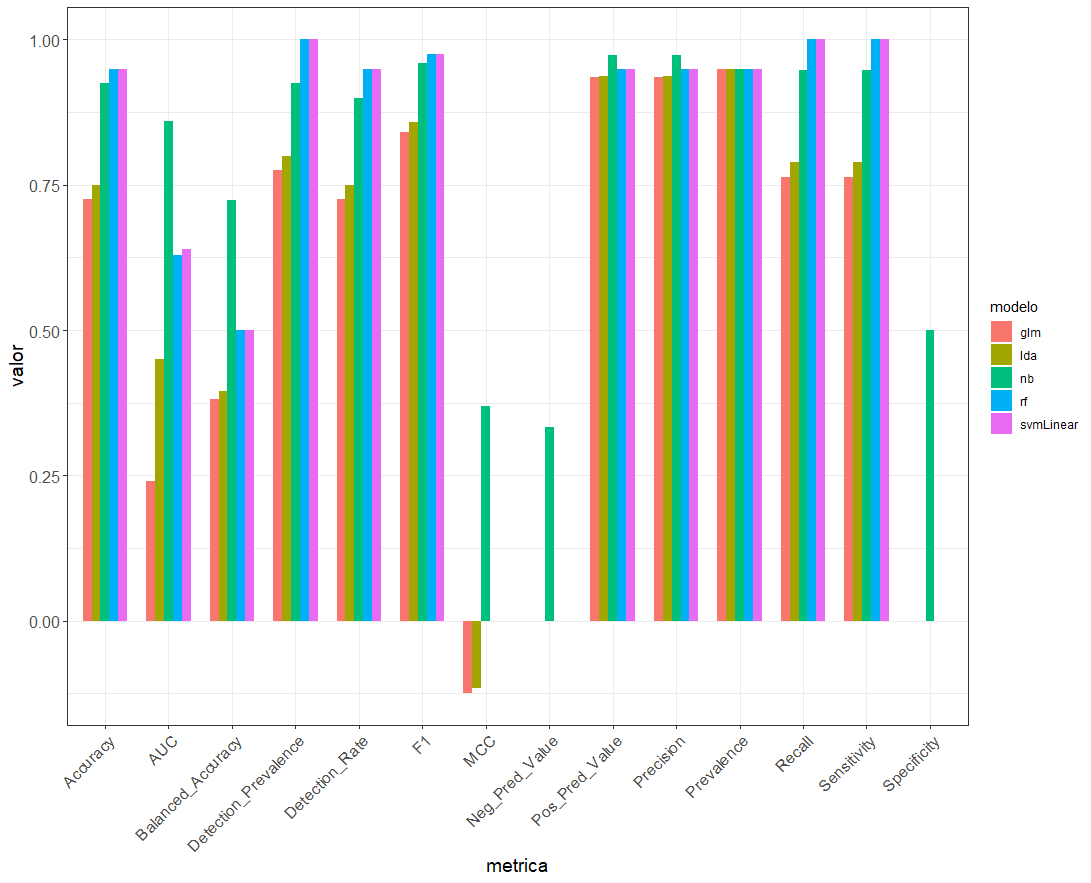 1.00
0.75
0.50
0.25
0.00
valor
Accuracy
AUC
Balanced_Accuracy
Detection_Prevalence
Detection_Rate
F1
MCC
Neg_Pred_Value
Pos_Pred_Value
Precision
Prevalence
Recall
Sensitivity
Specificity
metrica
modelo
glm
lda
nb
rf
svmLinear